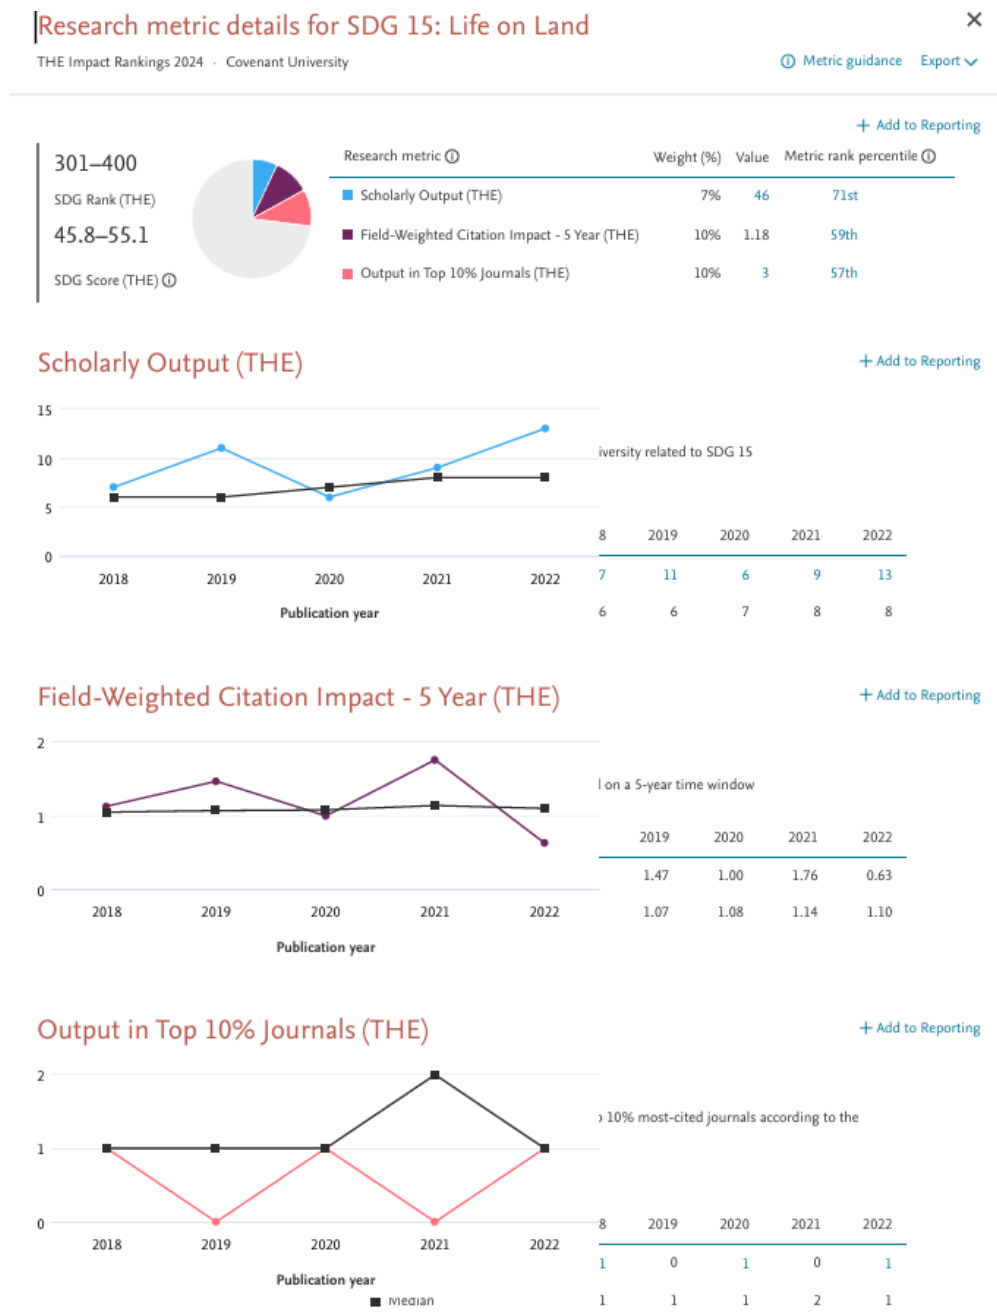 Research metric details for SDG 15: Life on Land
THE Impact Rankings 2024 · Covenant University
Metric guidance Export
+ Add to Reporting
301–400
SDG Rank (THE)
45.8–55.1
SDG Score (THE)
Research metric Weight (%) Value Metric rank percentile
Scholarly Output (THE) 7% 46 71st
Field-Weighted Citation Impact - 5 Year (THE) 10% 1.18 59th
Output in Top 10% Journals (THE) 10% 3 57th
Scholarly Output (THE)
+ Add to Reporting
15
10
5
0
2018 2019 2020 2021 2022
Publication year
iversity related to SDG 15
8 2019 2020 2021 2022
7 11 6 9 13
6 6 7 8 8
Field-Weighted Citation Impact - 5 Year (THE)
+ Add to Reporting
2
1
0
2018 2019 2020 2021 2022
Publication year
on a 5-year time window
2019 2020 2021 2022
1.47 1.00 1.76 0.63
1.07 1.08 1.14 1.10
Output in Top 10% Journals (THE)
+ Add to Reporting
2
1
0
2018 2019 2020 2021 2022
Publication year
Median
10% most-cited journals according to the
8 2019 2020 2021 2022
1 0 1 0 1
1 1 1 2 1